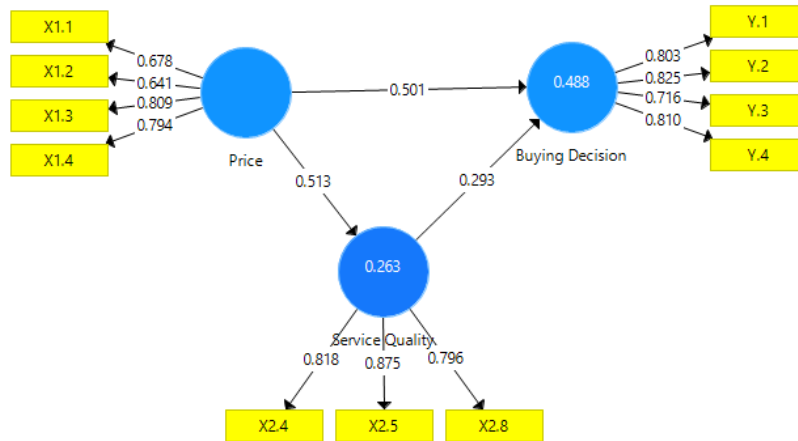 X1.1
X1.2
X1.3
X1.4
0.678
0.641
0.809
0.794
Price
0.501
0.513
0.488
Buying Decision
0.293
0.803
0.825
0.716
0.810
Y.1
Y.2
Y.3
Y.4
0.263
Service Quality
0.818
0.875
0.796
X2.4
X2.5
X2.8